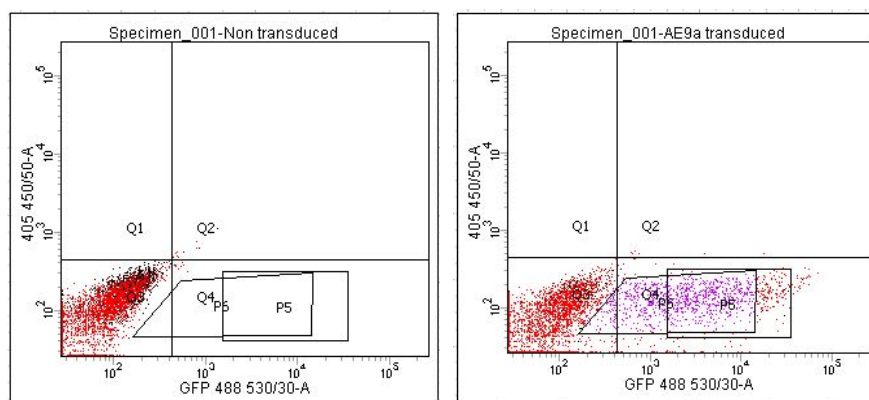 Specimen_001-Non transduced
405 450/50-A
10^5
10^4
10^3
10^2
Q1
Q2
Q3
Q4
P6
P5
10^2
10^3
10^4
10^5
GFP 488 530/30-A
Specimen_001-AE9a transduced
405 450/50-A
10^5
10^4
10^3
10^2
Q1
Q2
Q3
Q4
P6
P5
10^2
10^3
10^4
10^5
GFP 488 530/30-A